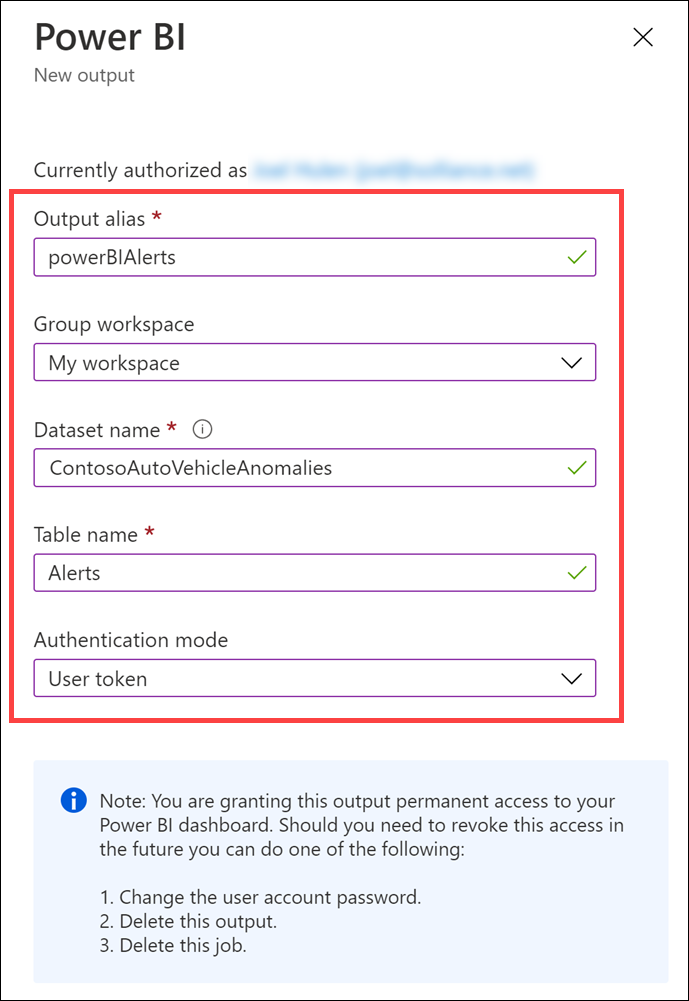 Power BI
New output
Currently authorized as
Output alias *
powerBIAlerts
Group workspace
My workspace
Dataset name *
ContosoAutoVehicleAnomalies
Table name *
Alerts
Authentication mode
User token
Note: You are granting this output permanent access to your
Power BI dashboard. Should you need to revoke this access in
the future you can do one of the following:
1. Change the user account password.
2. Delete this output.
3. Delete this job.